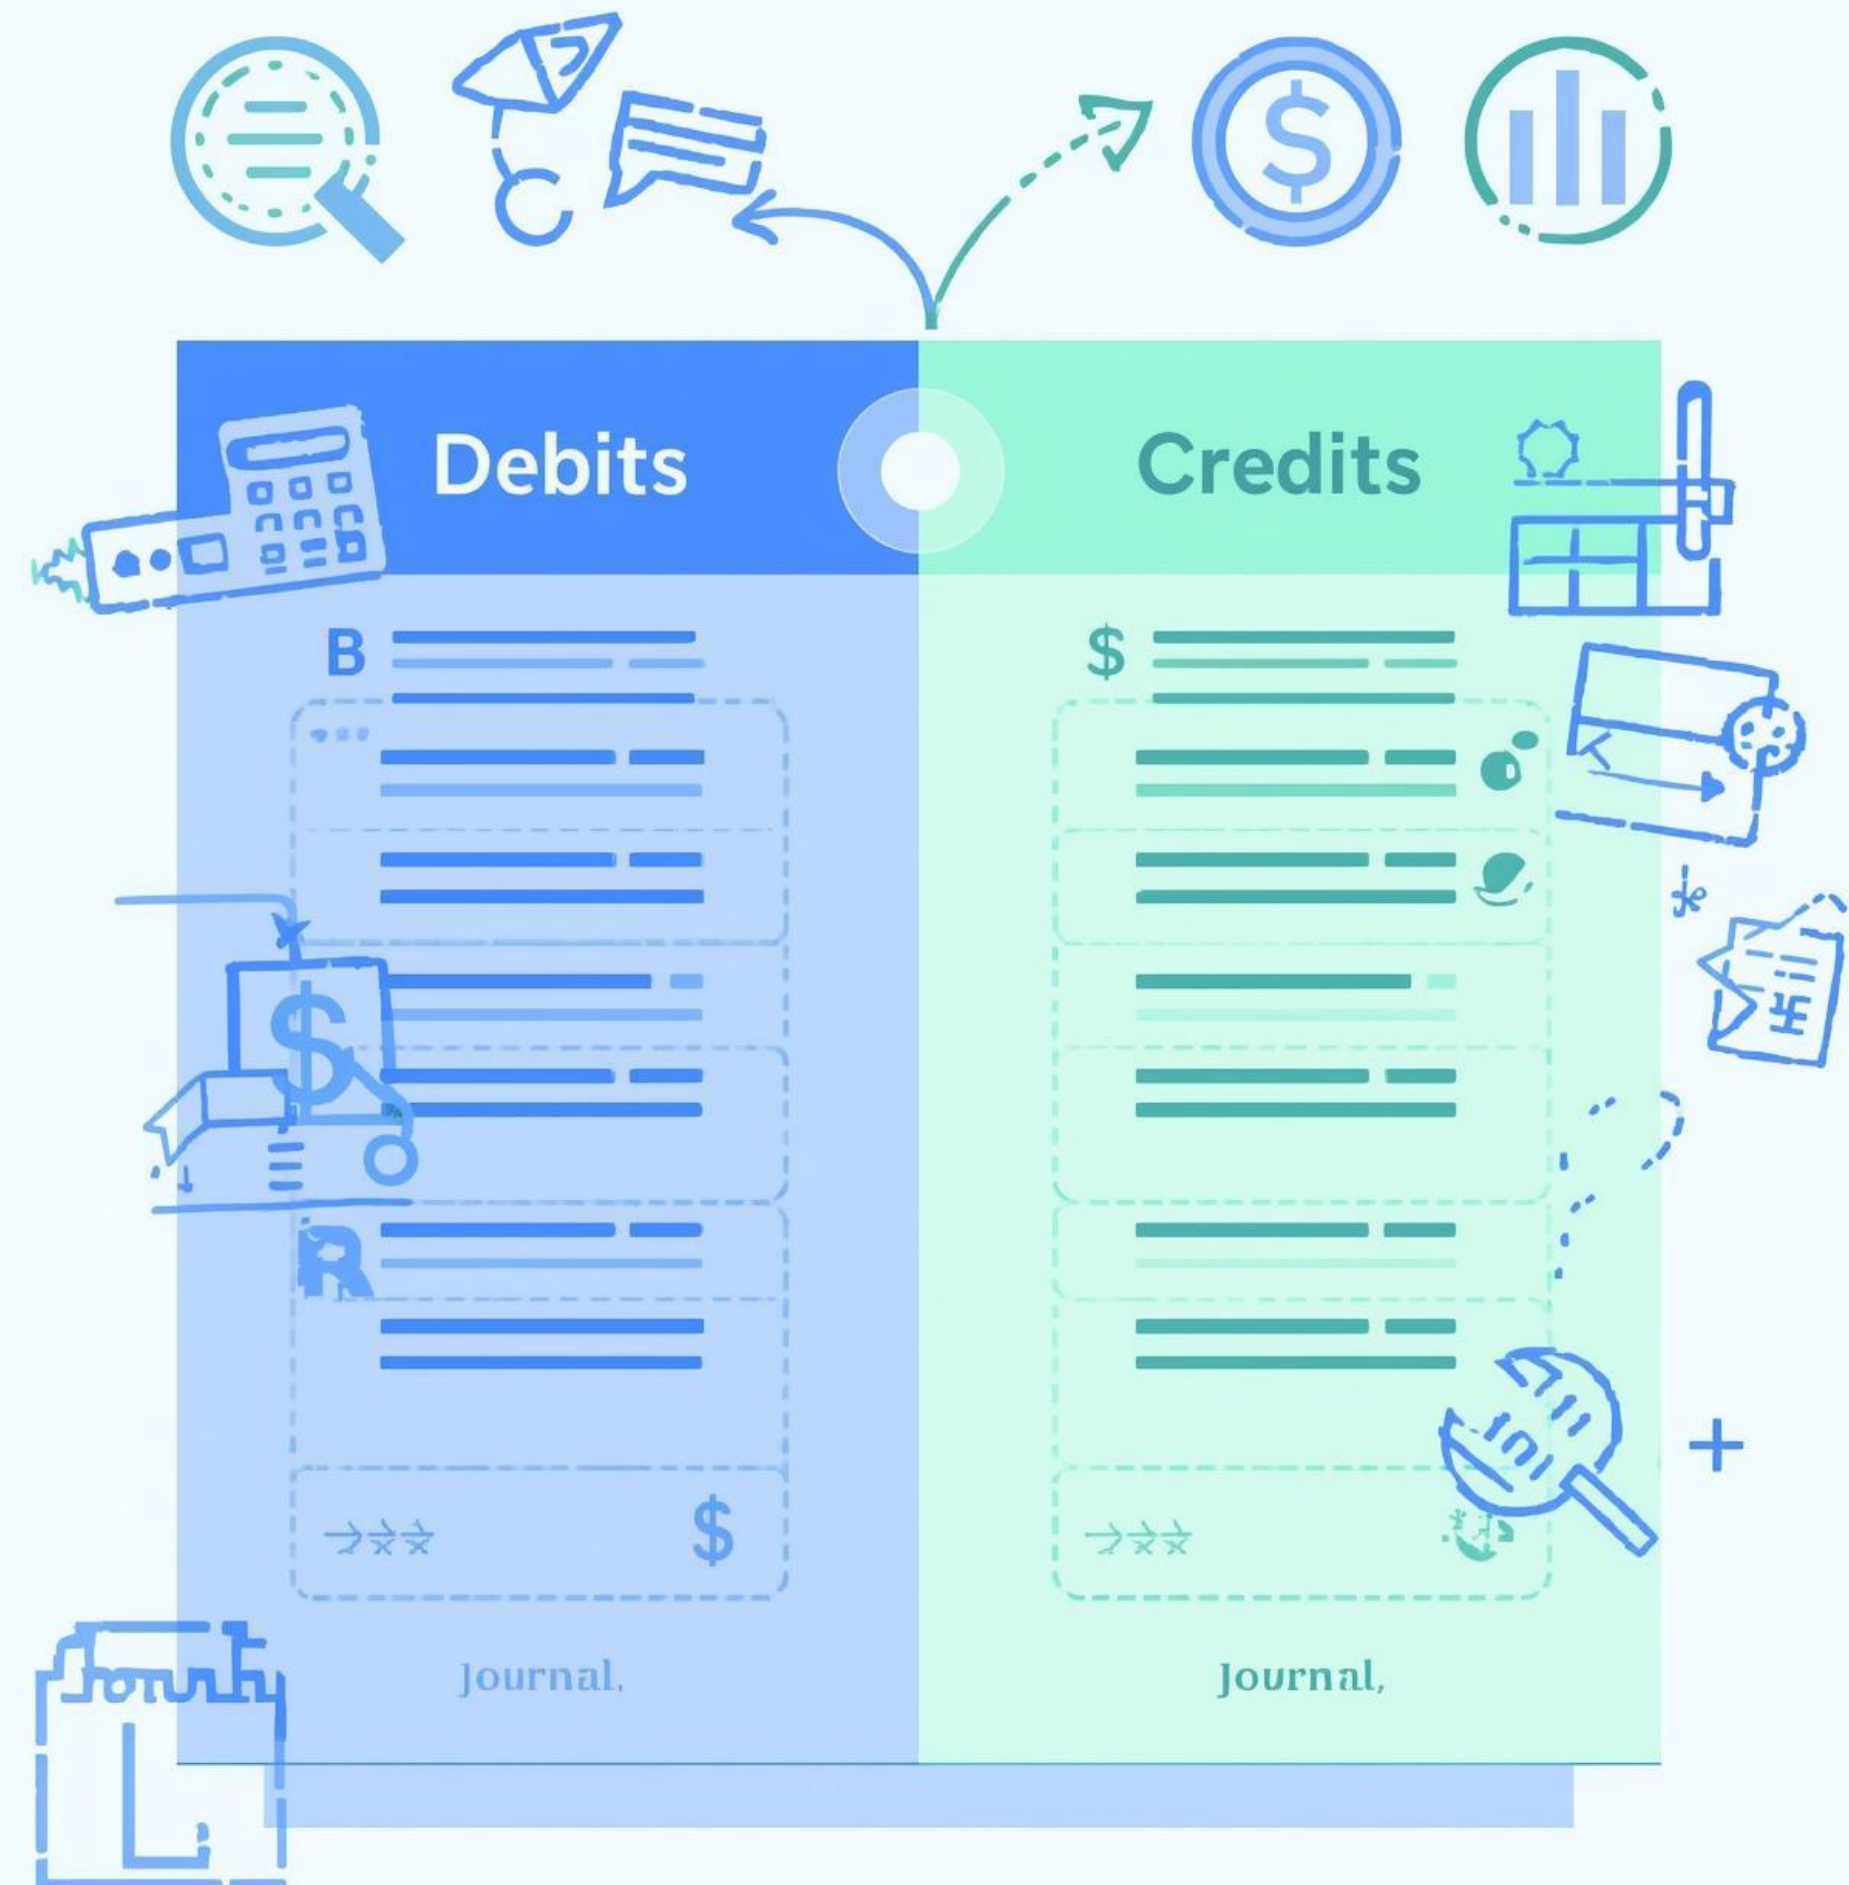 $
Debits
Credits
B
$
$
R
$
Journal,
Journal,
L